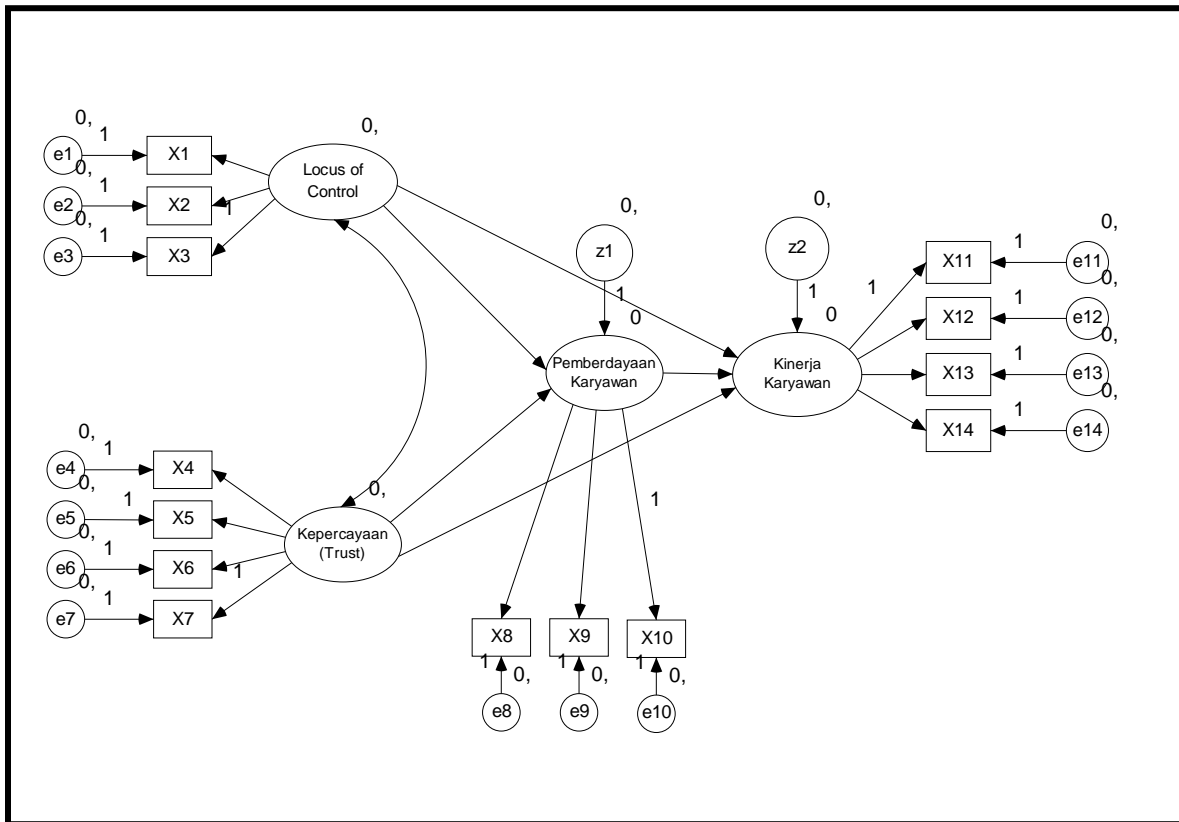 0,
1
e1
X1
0,
1
e2
X2
0,
1
e3
X3
0,
Locus of
Control
1
0,
z1
1
0
0,
z2
1
0
Pemberdayaan
Karyawan
Kinerja
Karyawan
1
0,
1
X11
e11
0,
1
X12
e12
0,
1
X13
e13
0,
1
X14
e14
0,
1
e4
X4
0,
1
e5
X5
0,
1
e6
X6
0,
1
e7
X7
0,
Kepercayaan
(Trust)
1
1
X8
X9
X10
1
0,
1
0,
1
0,
e8
e9
e10